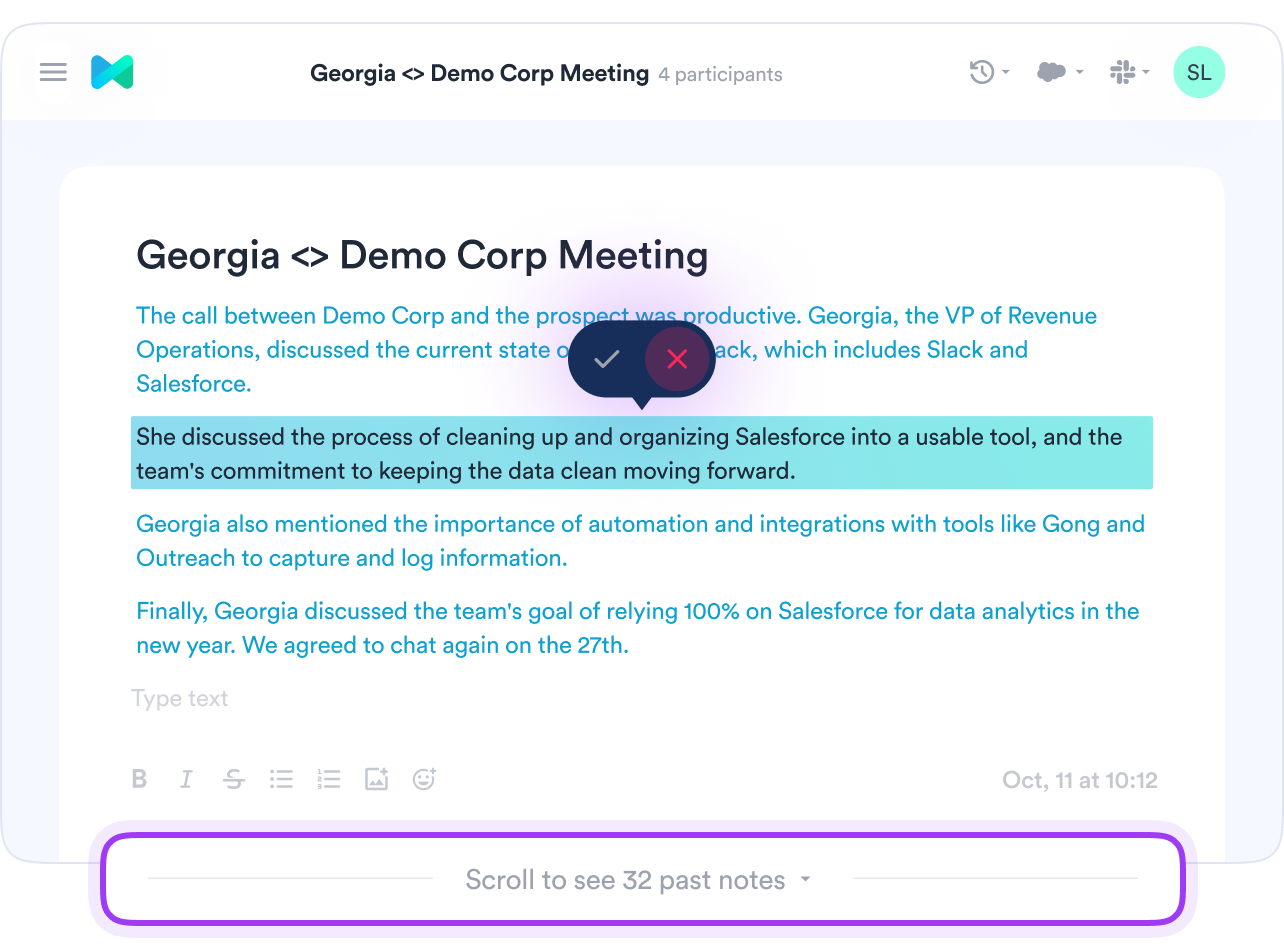 Georgia <> Demo Corp Meeting 4 participants
SL
Georgia <> Demo Corp Meeting
The call between Demo Corp and the prospect was productive. Georgia, the VP of Revenue
Operations, discussed the current state ack, which includes Slack and
Salesforce.
She discussed the process of cleaning up and organizing Salesforce into a usable tool, and the
team's commitment to keeping the data clean moving forward.
Georgia also mentioned the importance of automation and integrations with tools like Gong and
Outreach to capture and log information.
Finally, Georgia discussed the team's goal of relying 100% on Salesforce for data analytics in the
new year. We agreed to chat again on the 27th.
Type text
B I S
Oct, 11 at 10:12
Scroll to see 32 past notes